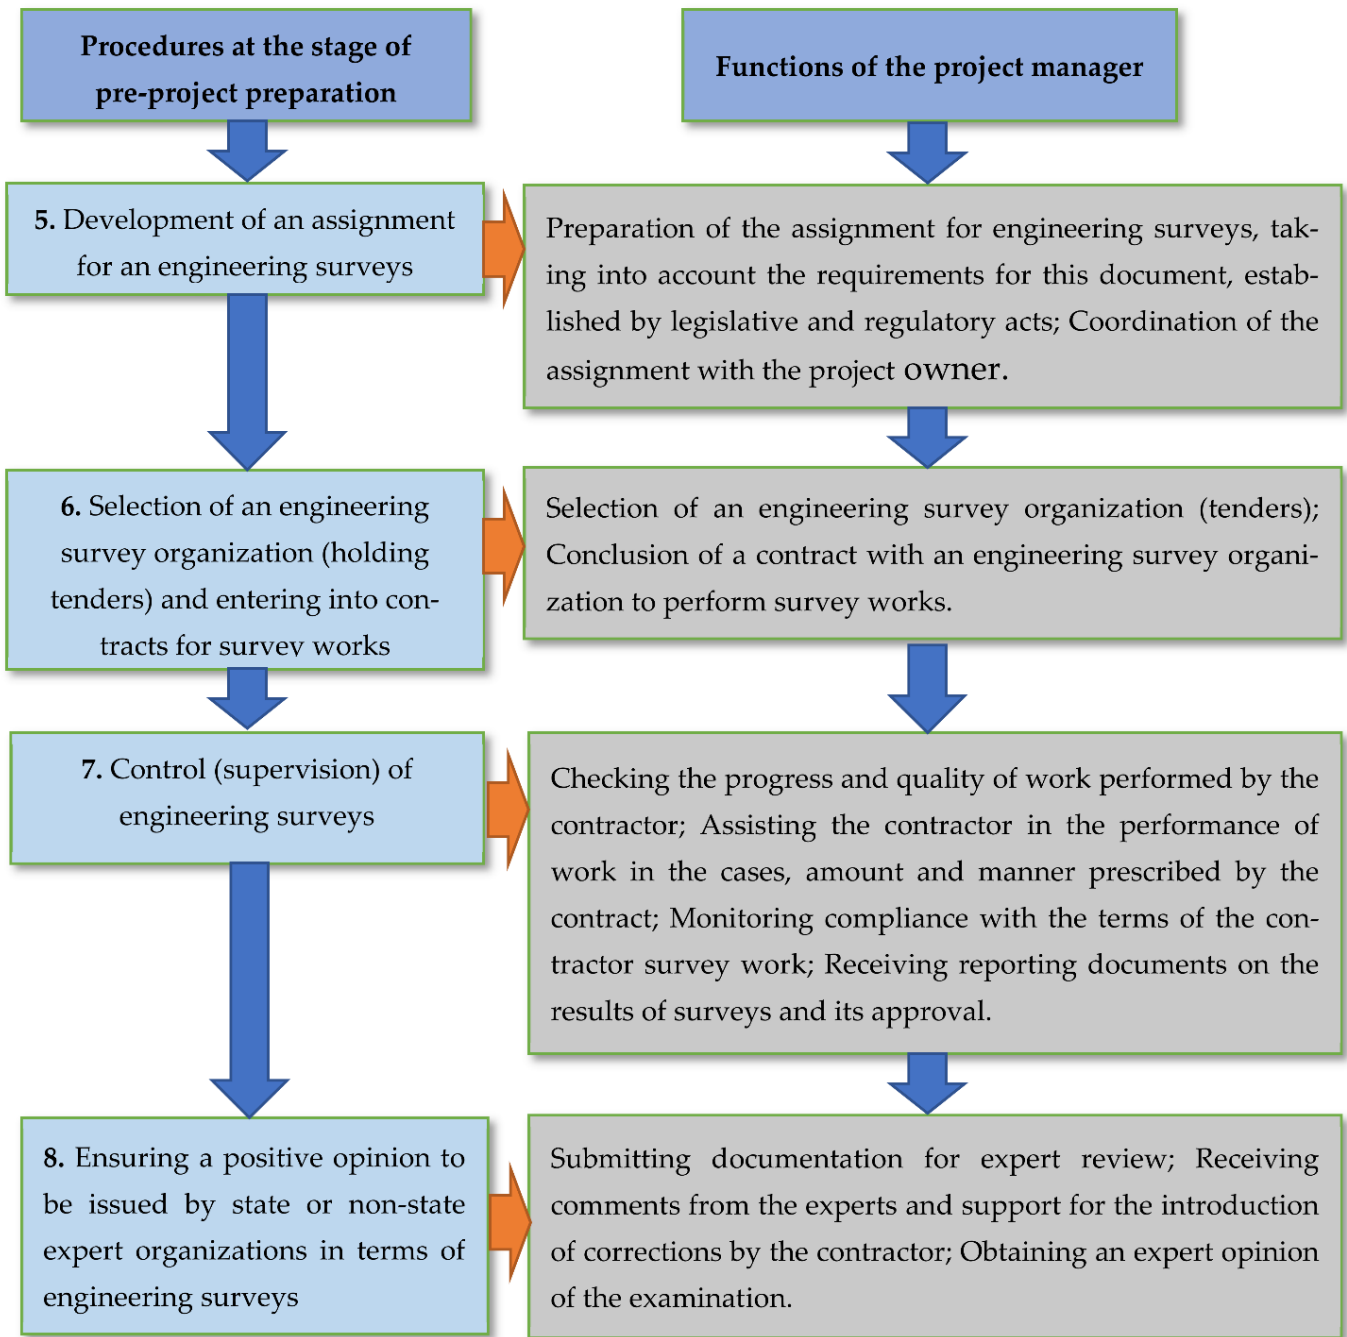 Procedures at the stage of
pre-project preparation
Functions of the project manager
5. Development of an assignment
for an engineering surveys
Preparation of the assignment for engineering surveys, tak-
ing into account the requirements for this document, estab-
lished by legislative and regulatory acts; Coordination of the
assignment with the project owner.
6. Selection of an engineering
survey organization (holding
tenders) and entering into con-
tracts for survey works
Selection of an engineering survey organization (tenders);
Conclusion of a contract with an engineering survey organi-
zation to perform survey works.
7. Control (supervision) of
engineering surveys
Checking the progress and quality of work performed by the
contractor; Assisting the contractor in the performance of
work in the cases, amount and manner prescribed by the
contract; Monitoring compliance with the terms of the con-
tractor survey work; Receiving reporting documents on the
results of surveys and its approval.
8. Ensuring a positive opinion to
be issued by state or non-state
expert organizations in terms of
engineering surveys
Submitting documentation for expert review; Receiving
comments from the experts and support for the introduction
of corrections by the contractor; Obtaining an expert opinion
of the examination.